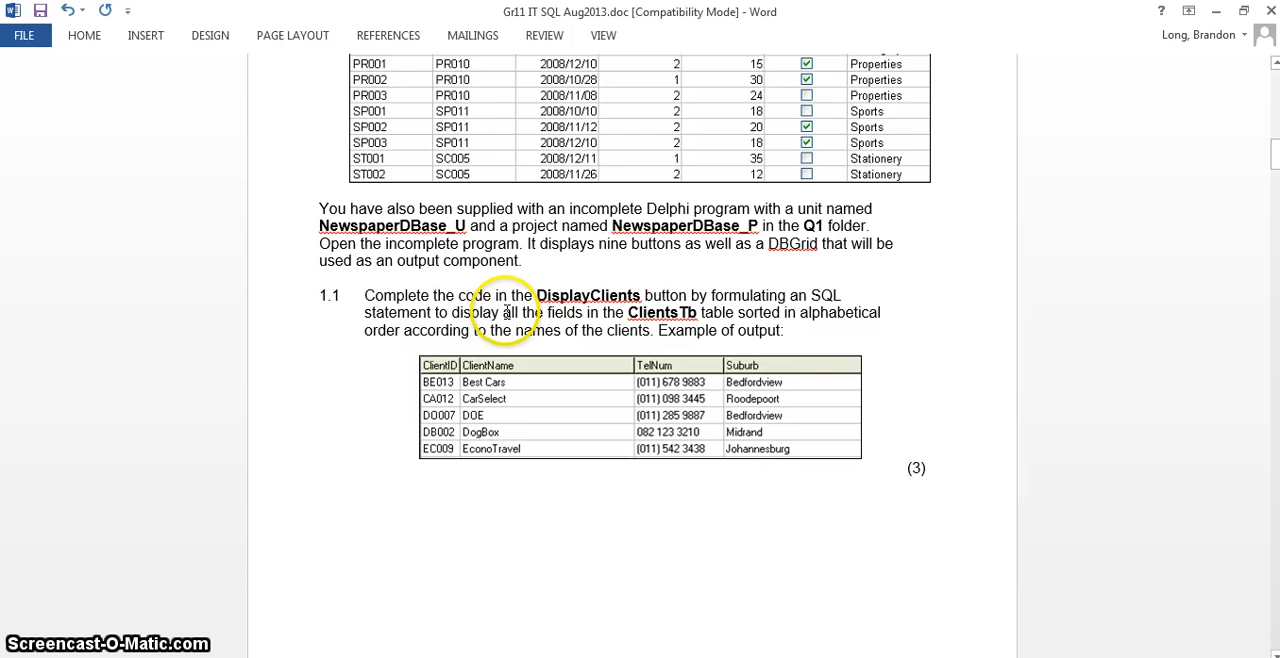 Gr11 IT SQL Aug2013.doc [Compatibility Mode] - Word
?
FILE HOME INSERT DESIGN PAGE LAYOUT REFERENCES MAILINGS REVIEW VIEW Long, Brandon
PR001 PR010 2008/12/10 2 15 Properties
PR002 PR010 2008/10/28 1 30 Properties
PR003 PR010 2008/11/08 2 24 Properties
SP001 SP011 2008/10/10 2 18 Sports
SP002 SP011 2008/11/12 2 20 Sports
SP003 SP011 2008/12/10 2 18 Sports
ST001 SC005 2008/12/11 1 35 Stationery
ST002 SC005 2008/11/26 2 12 Stationery
You have also been supplied with an incomplete Delphi program with a unit named
NewspaperDBase_U and a project named NewspaperDBase_P in the Q1 folder.
Open the incomplete program. It displays nine buttons as well as a DBGrid that will be
used as an output component.
1.1 Complete the code in the DisplayClients button by formulating an SQL
statement to display all the fields in the ClientsTb table sorted in alphabetical
order according to the names of the clients. Example of output:
ClientID ClientName TelNum Suburb
BE013 Best Cars (011) 678 9883 Bedfordview
CA012 CarSelect (011) 098 3445 Roodepoort
DO007 DOE (011) 285 9887 Bedfordview
DB002 DogBox 082 123 3210 Midrand
EC009 EconoTravel (011) 542 3438 Johannesburg
(3)
Screencast-O-Matic.com